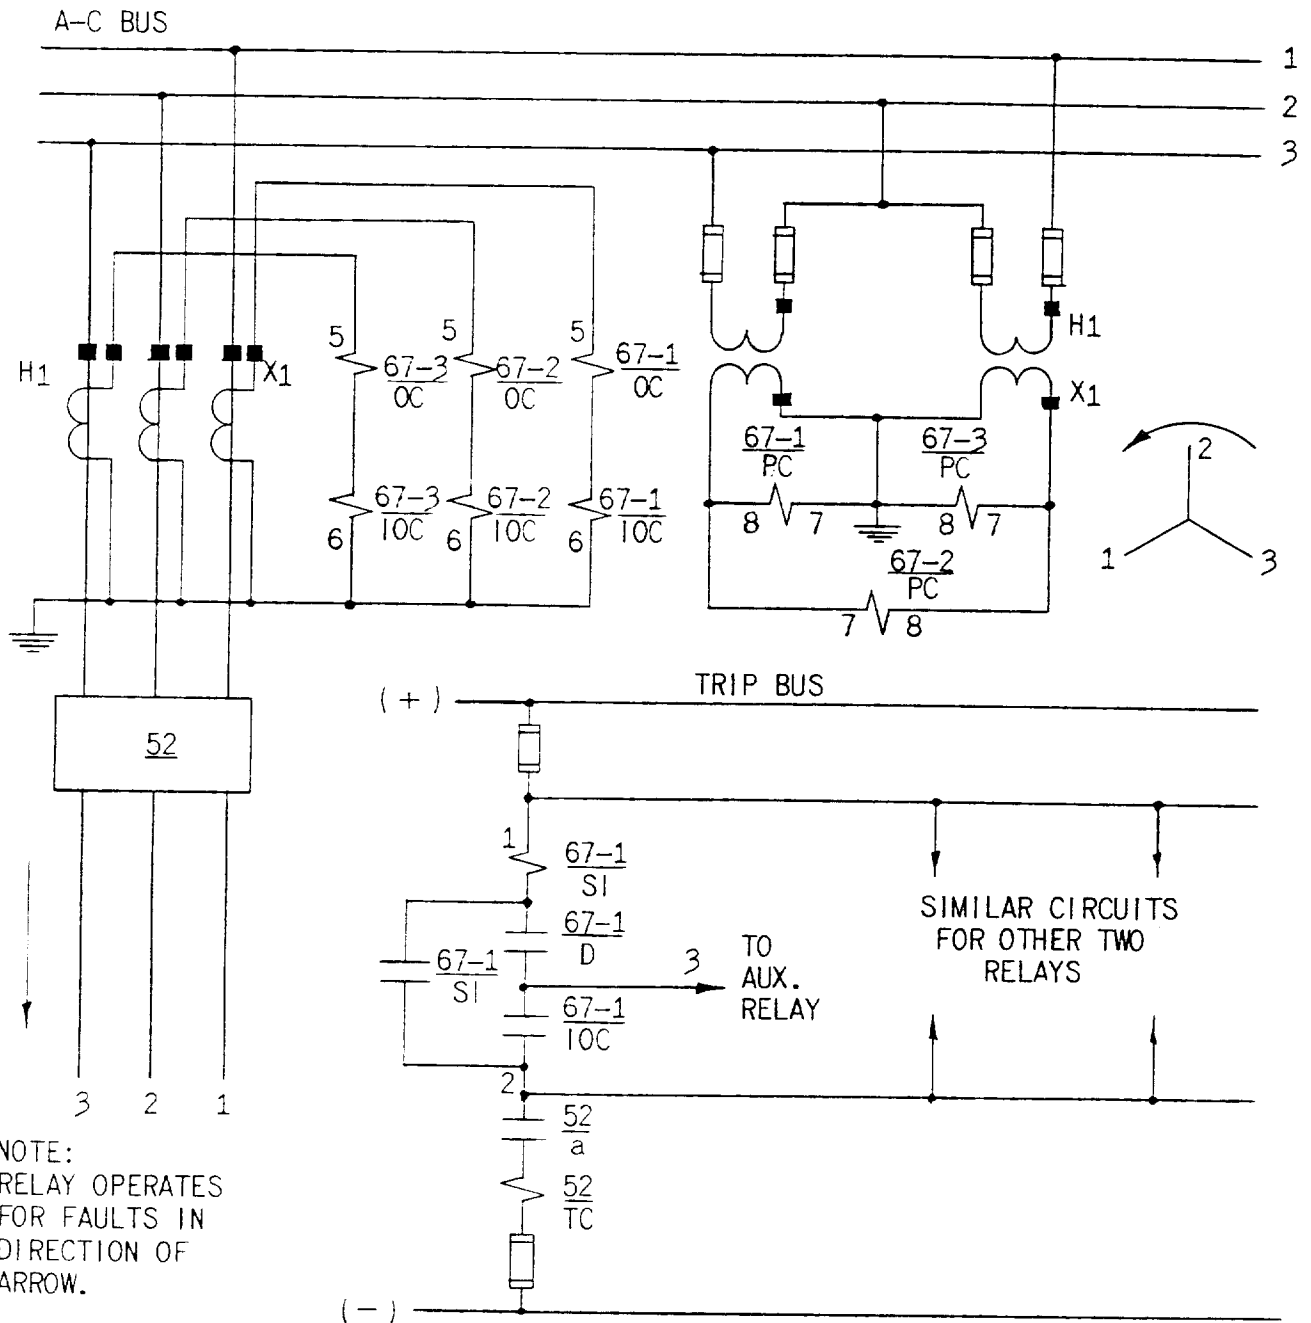 A-C BUS
1
2
3
H1
X1
5
5
5
67-3
OC
67-2
OC
67-1
OC
67-3
IOC
67-2
IOC
67-1
IOC
6
6
6
H1
X1
67-1
PC
67-3
PC
8
7
8
7
67-2
PC
7
8
2
1
3
52
3
2
1
(+)
TRIP BUS
1
67-1
SI
67-1
D
67-1
SI
3
TO
AUX.
RELAY
67-1
IOC
2
52
a
52
TC
(-)
SIMILAR CIRCUITS
FOR OTHER TWO
RELAYS
NOTE:
RELAY OPERATES
FOR FAULTS IN
DIRECTION OF
ARROW.